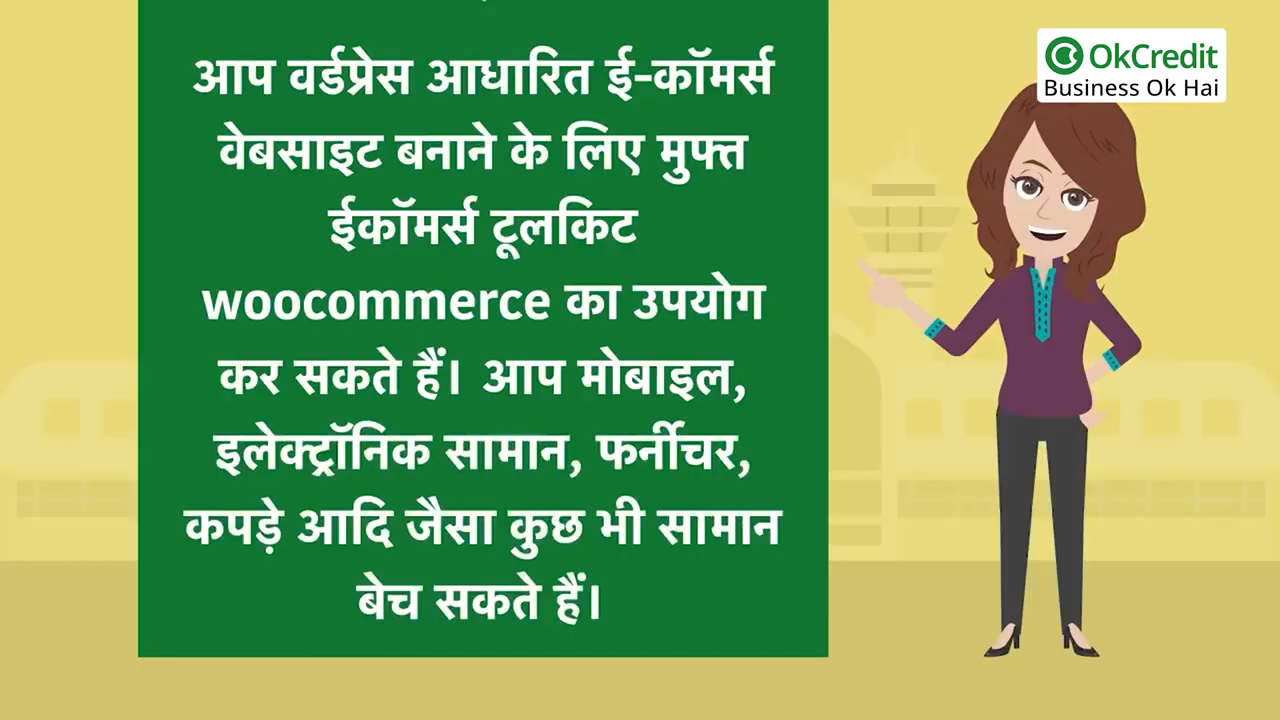 OkCredit
Business Ok Hai
आप वर्डप्रेस आधारित ई-कॉमर्स
वेबसाइट बनाने के लिए मुफ्त
ईकॉमर्स टूलकिट
woocommerce का उपयोग
कर सकते हैं। आप मोबाइल,
इलेक्ट्रॉनिक सामान, फर्नीचर,
कपड़े आदि जैसा कुछ भी सामान
बेच सकते हैं।